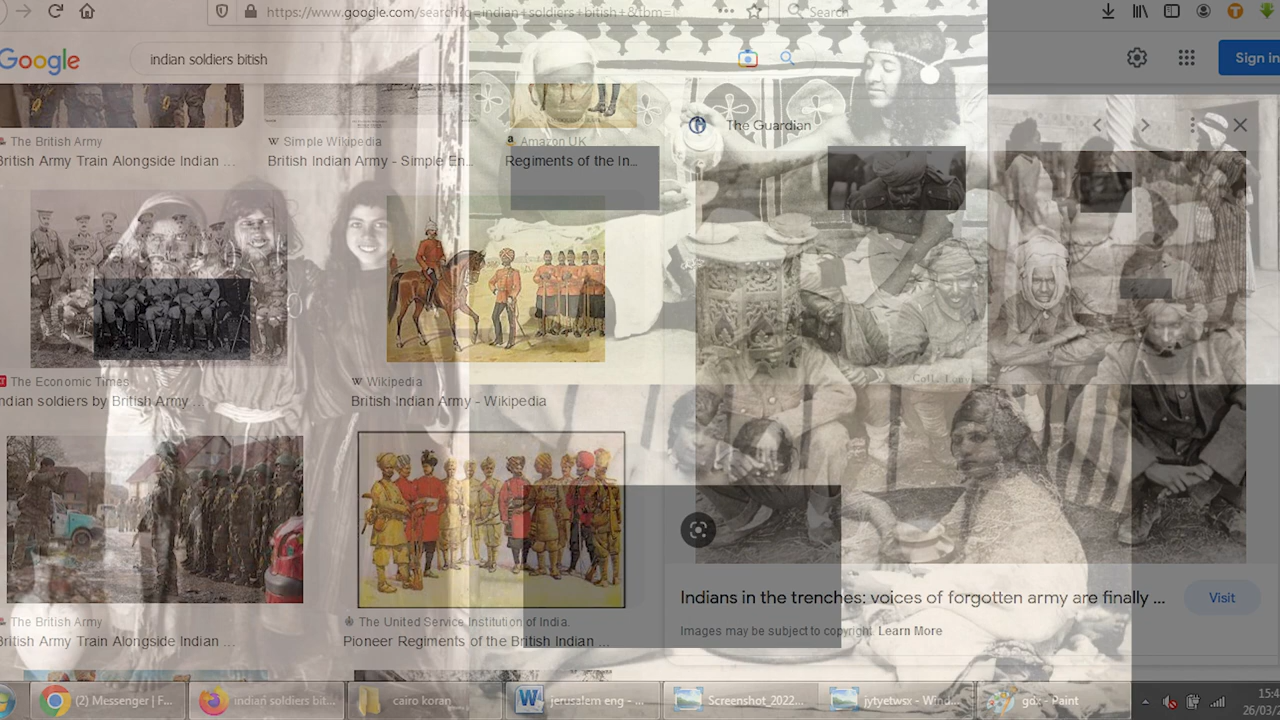 https://www.google.com/search?q=indian+soldiers+bitish+&tbm=
Search
Google
indian soldiers bitish
Sign in
The British Army
Simple Wikipedia
Amazon UK
The Guardian
British Army Train Alongside Indian ...
British Indian Army - Simple En...
Regiments of the In...
The Economic Times
Wikipedia
Indian soldiers by British Army...
British Indian Army - Wikipedia
Indians in the trenches: voices of forgotten army are finally ...
Visit
Images may be subject to copyright. Learn More
The British Army
The United Service Institution of India.
British Army Train Alongside Indian ...
Pioneer Regiments of the British Indian ...
(2) Messenger | F...
indian soldiers bit...
cairo koran
jerusalem eng - ...
Screenshot_2022...
jytyetwsx - Wind...
- Paint
15:4
26/03/2